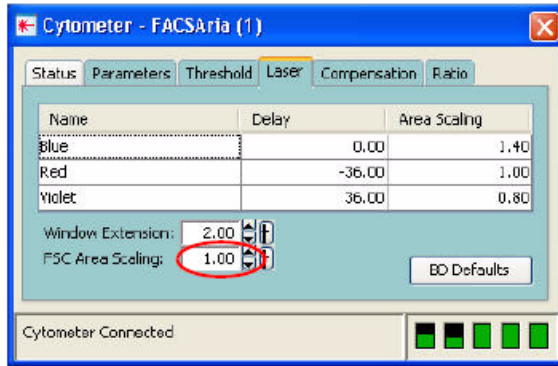 Cytometer - FACSAria (1)
Status Parameters Threshold Laser Compensation Ratio
Name Delay Area Scaling
Blue 0.00 1.40
Red -36.00 1.00
Violet 36.00 0.80
Window Extension: 2.00
FSC Area Scaling: 1.00
BD Defaults
Cytometer Connected